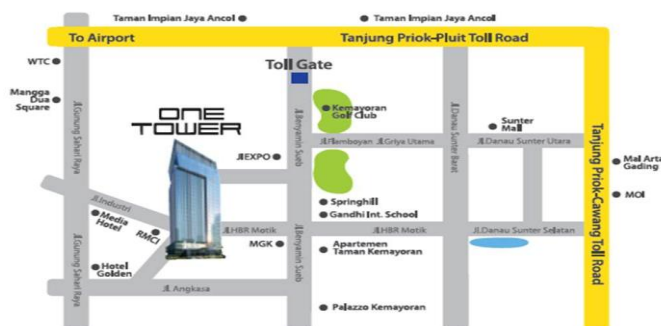 Taman Impian Jaya Ancol
Taman Impian Jaya Ancol
To Airport
Tanjung Priok-Pluit Toll Road
WTC
Toll Gate
Mangga
Dua
Square
Jl.Gunung Sahari Raya
ONE
TOWER
Jl.Benyamin Sueb
Kemayoran
Golf Club
Jl.Danau Sunter Barat
Sunter
Mall
Jl.Flamboyan
Jl.Griya Utama
Jl.Danau Sunter Utara
Tanjung Priok-Cawang Toll Road
JIEXPO
Mal Arta
Gading
MOI
Jl.Industri
Springhill
Gandhi Int. School
Media
Hotel
RMCI
Jl.HBR Motik
Jl.HBR Motik
Jl.Danau Sunter Selatan
MGK
Jl.Benyamin Sueb
Apartemen
Taman Kemayoran
Jl.Gunung Sahari Raya
Hotel
Golden
Jl. Angkasa
Palazzo Kemayoran